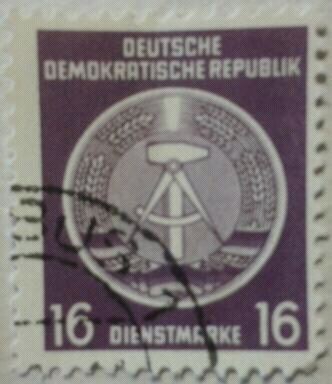 DEUTSCHE
DEMOKRATISCHE REPUBLIK
16 DIENSTMARKE 16